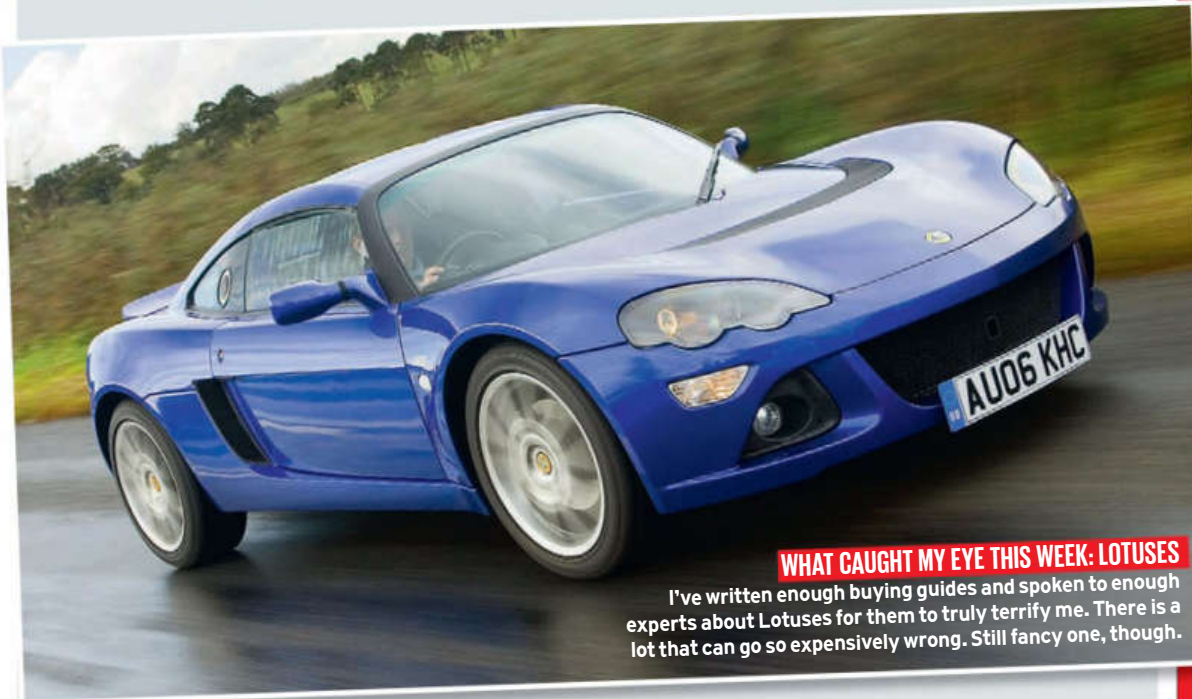 AU06 KHC
WHAT CAUGHT MY EYE THIS WEEK: LOTUSES
I've written enough buying guides and spoken to enough
experts about Lotuses for them to truly terrify me. There is a
lot that can go so expensively wrong. Still fancy one, though.